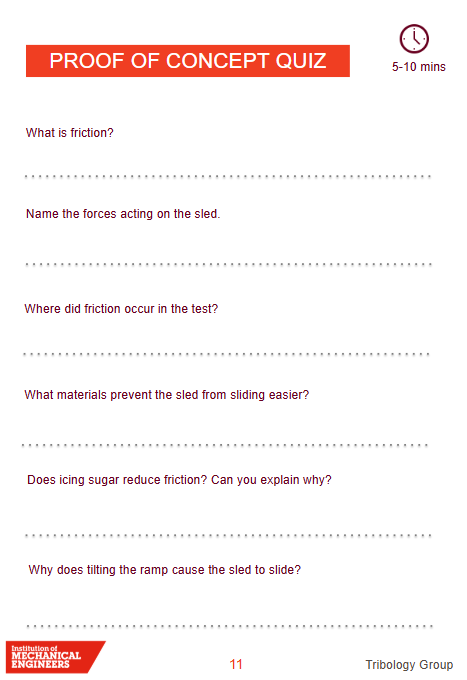 PROOF OF CONCEPT QUIZ
5-10 mins
What is friction?
Name the forces acting on the sled.
Where did friction occur in the test?
What materials prevent the sled from sliding easier?
Does icing sugar reduce friction? Can you explain why?
Why does tilting the ramp cause the sled to slide?
Institution of
MECHANICAL
ENGINEERS
11
Tribology Group